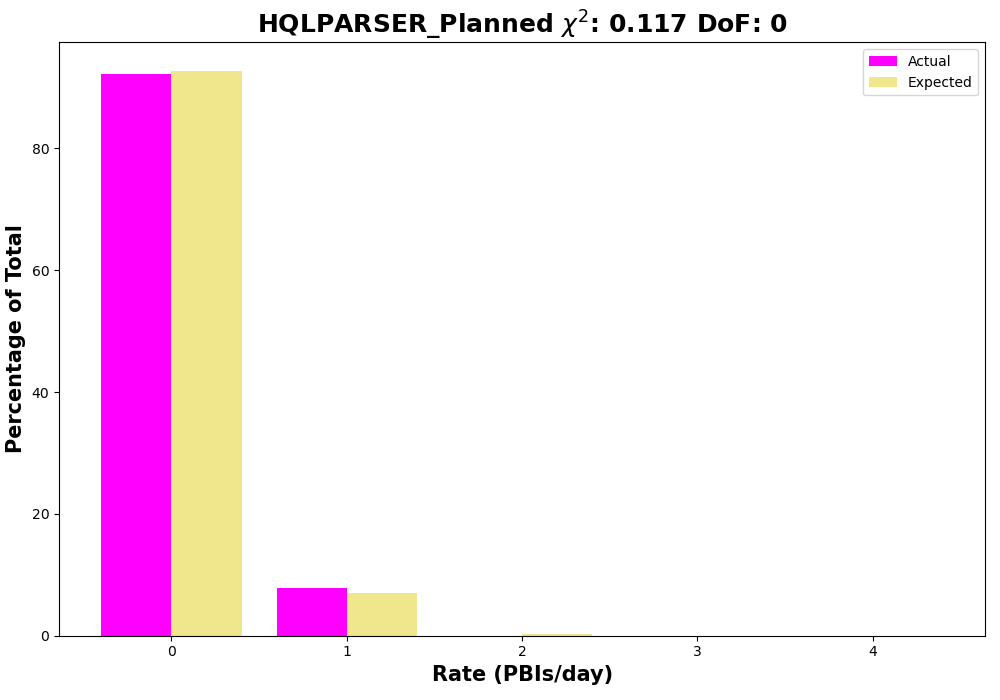 HQLPARSER_Planned χ²: 0.117 DoF: 0
Actual
Expected
Percentage of Total
80
60
40
20
0
0 1 2 3 4
Rate (PBIs/day)